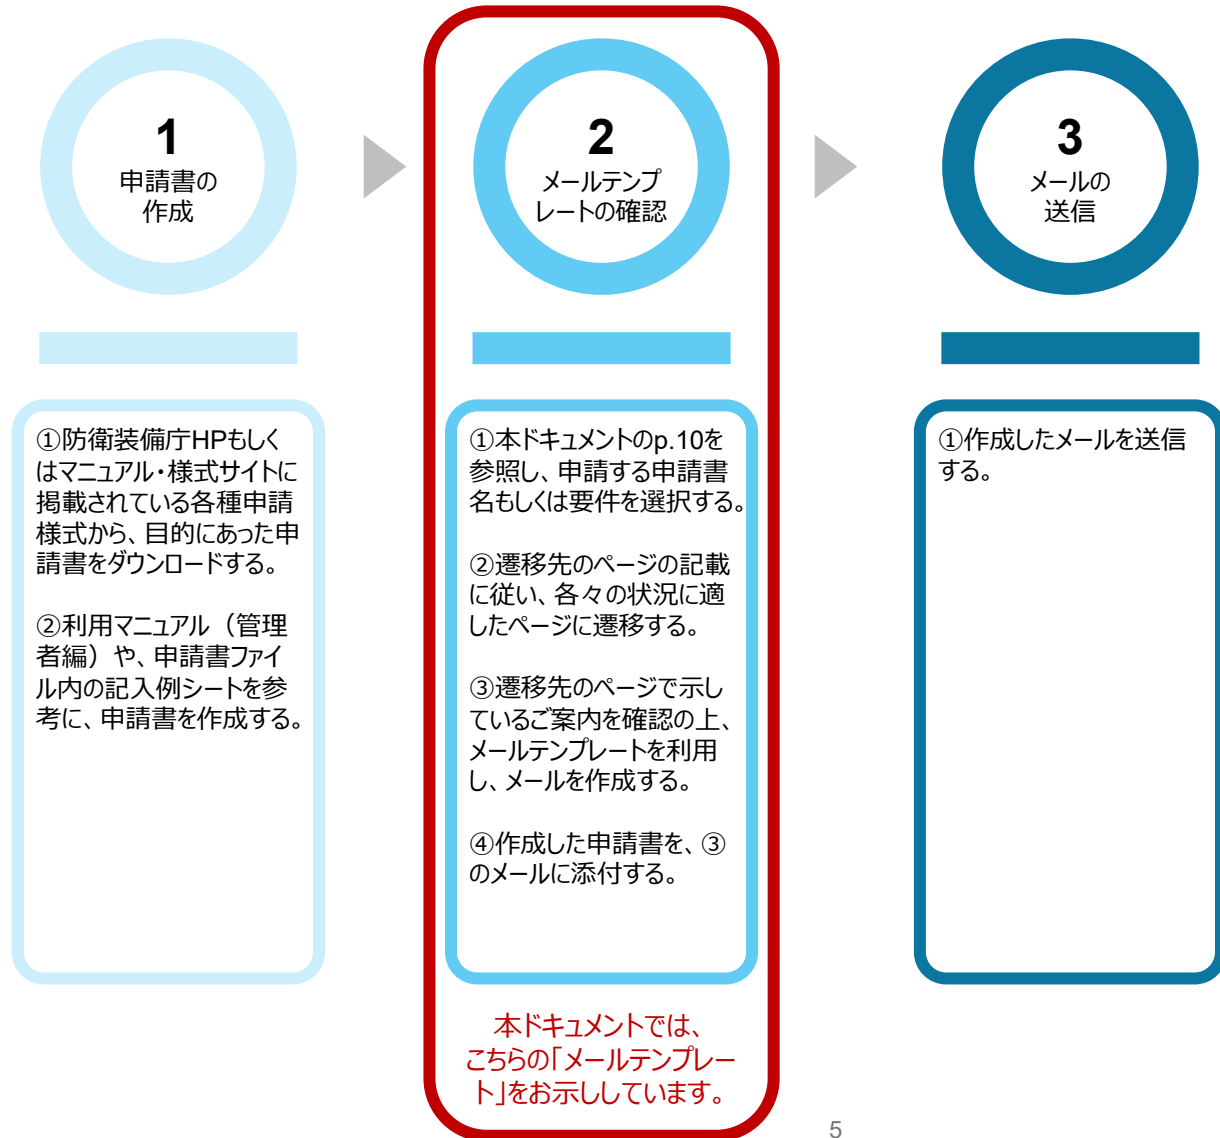 1
申請書の
作成
2
メールテンプ
レートの確認
3
メールの
送信
①防衛装備庁HPもしく
はマニュアル・様式サイトに
掲載されている各種申請
様式から、目的にあった申
請書をダウンロードする。
②利用マニュアル（管理
者編）や、申請書ファイ
ル内の記入例シートを参
考に、申請書を作成する。
①本ドキュメントのp.10を
参照し、申請する申請書
名もしくは要件を選択する。
②遷移先のページの記載
に従い、各々の状況に適
したページに遷移する。
③遷移先のページで示し
ているご案内を確認の上、
メールテンプレートを利用
し、メールを作成する。
④作成した申請書を、③
のメールに添付する。
①作成したメールを送信
する。
本ドキュメントでは、
こちらの「メールテンプレー
ト」をお示ししています。
5